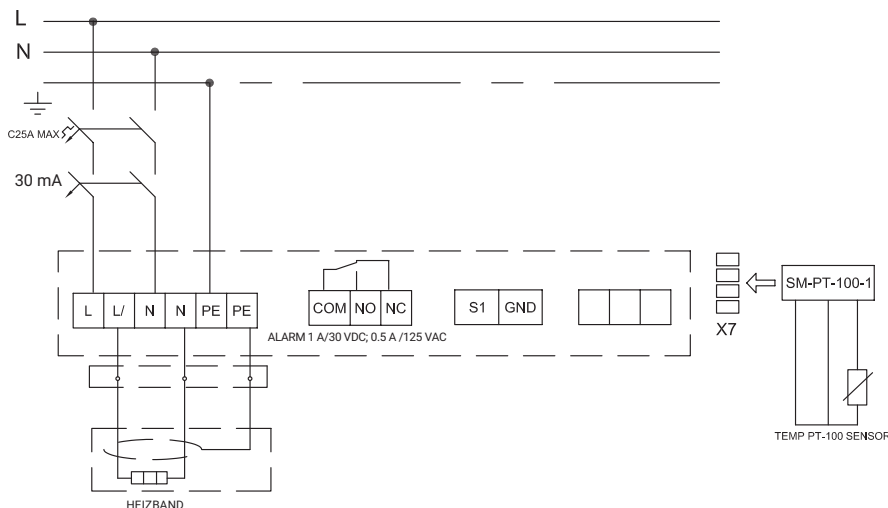 L
N
C25A MAX
30 mA
L L/ N N PE PE
COM NO NC
S1 GND
SM-PT-100-1
X7
ALARM 1 A/30 VDC; 0.5 A /125 VAC
TEMP PT-100 SENSOR
HEIZBAND